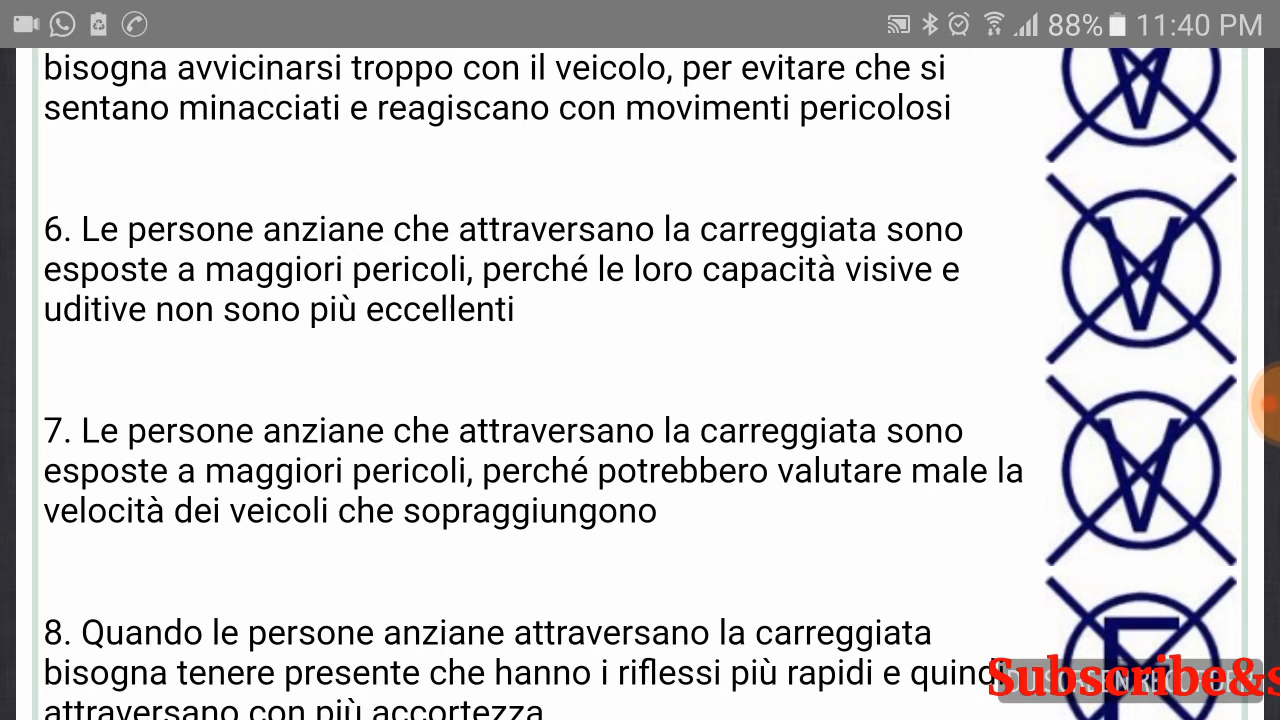 88% 11:40 PM
bisogna avvicinarsi troppo con il veicolo, per evitare che si
sentano minacciati e reagiscano con movimenti pericolosi
V
6. Le persone anziane che attraversano la carreggiata sono
esposte a maggiori pericoli, perché le loro capacità visive e
uditive non sono più eccellenti
V
7. Le persone anziane che attraversano la carreggiata sono
esposte a maggiori pericoli, perché potrebbero valutare male la
velocità dei veicoli che sopraggiungono
V
8. Quando le persone anziane attraversano la carreggiata
bisogna tenere presente che hanno i riflessi più rapidi e quindi
attraversano con più accortezza
F
Subscribe&s